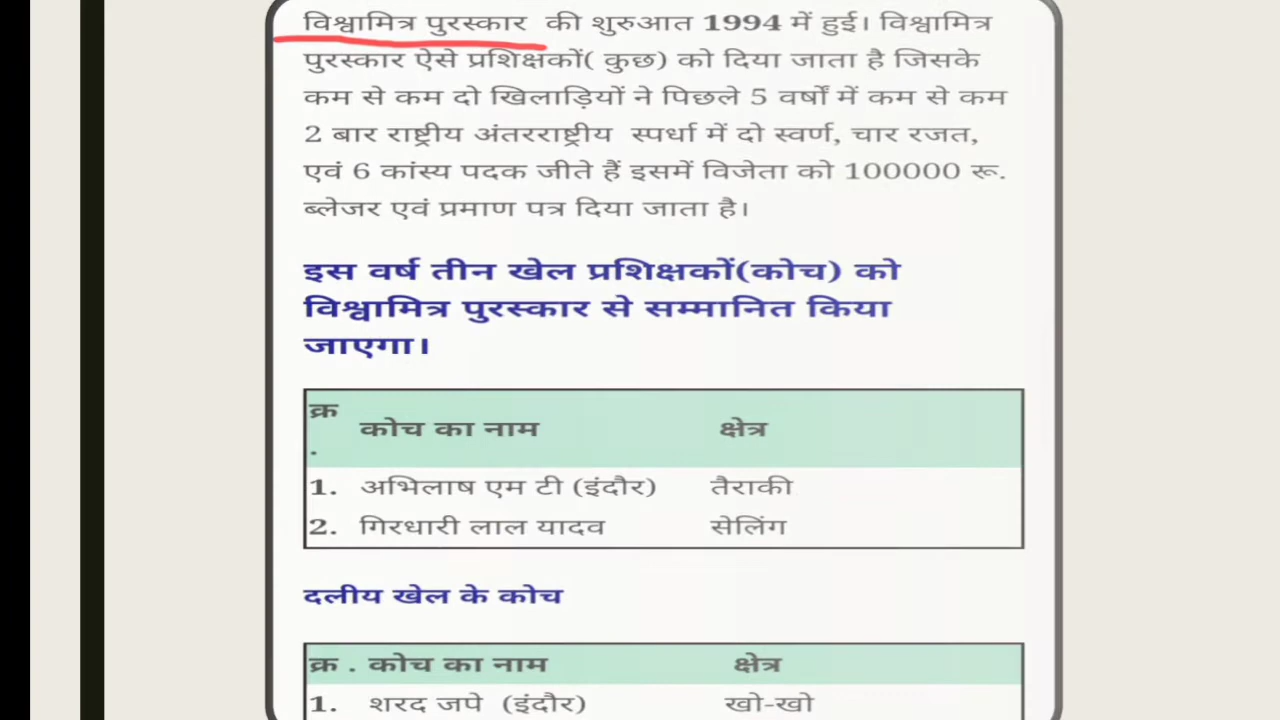 विश्वामित्र पुरस्कार की शुरुआत 1994 में हुई। विश्वामित्र
पुरस्कार ऐसे प्रशिक्षकों( कुछ) को दिया जाता है जिसके
कम से कम दो खिलाड़ियों ने पिछले 5 वर्षों में कम से कम
2 बार राष्ट्रीय अंतरराष्ट्रीय स्पर्धा में दो स्वर्ण, चार रजत,
एवं 6 कांस्य पदक जीते हैं इसमें विजेता को 100000 रू.
ब्लेजर एवं प्रमाण पत्र दिया जाता है।
इस वर्ष तीन खेल प्रशिक्षकों(कोच) को
विश्वामित्र पुरस्कार से सम्मानित किया
जाएगा।
क्र . कोच का नाम क्षेत्र
1. अभिलाष एम टी (इंदौर) तैराकी
2. गिरधारी लाल यादव सेलिंग
दलीय खेल के कोच
क्र . कोच का नाम क्षेत्र
1. शरद जपे (इंदौर) खो-खो